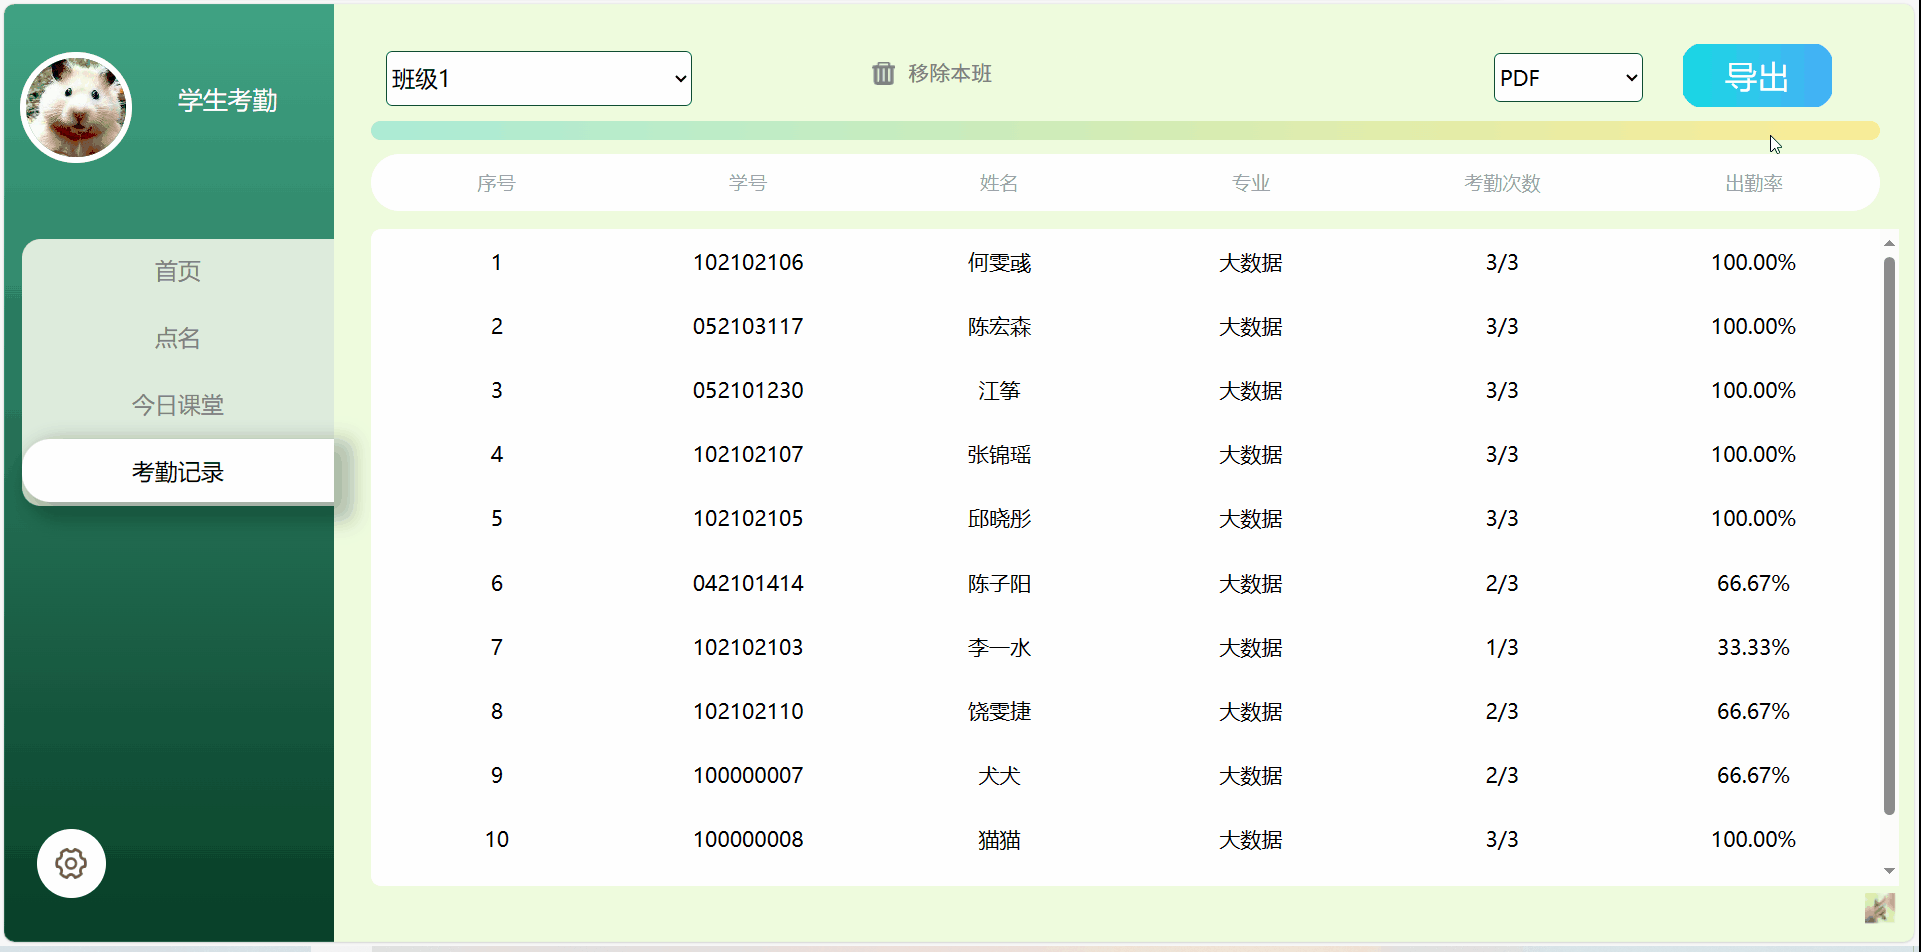 学生考勤
首页
点名
今日课堂
考勤记录
班级1 移除本班 PDF 导出
序号 学号 姓名 专业 考勤次数 出勤率
1 102102106 何雯彧 大数据 3/3 100.00%
2 052103117 陈宏森 大数据 3/3 100.00%
3 052101230 江筝 大数据 3/3 100.00%
4 102102107 张锦瑶 大数据 3/3 100.00%
5 102102105 邱晓彤 大数据 3/3 100.00%
6 042101414 陈子阳 大数据 2/3 66.67%
7 102102103 李一水 大数据 1/3 33.33%
8 102102110 饶雯捷 大数据 2/3 66.67%
9 100000007 犬犬 大数据 2/3 66.67%
10 100000008 猫猫 大数据 3/3 100.00%